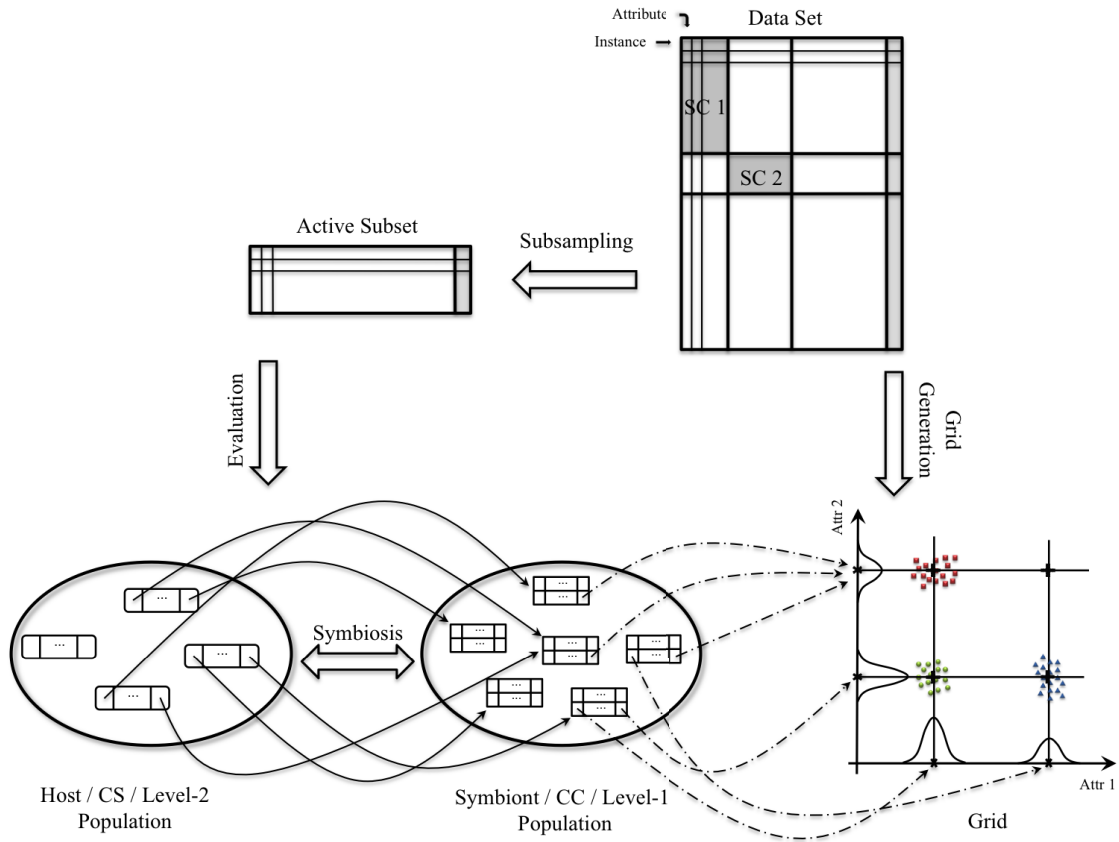 Attribute
Data Set
Instance
SC 1
SC 2
Active Subset
Subsampling
Evaluation
Grid
Generation
Attr 2
...
...
...
...
Symbiosis
...
...
...
...
...
...
...
...
...
...
...
...
Attr 1
Host / CS / Level-2
Population
Symbiont / CC / Level-1
Population
Grid